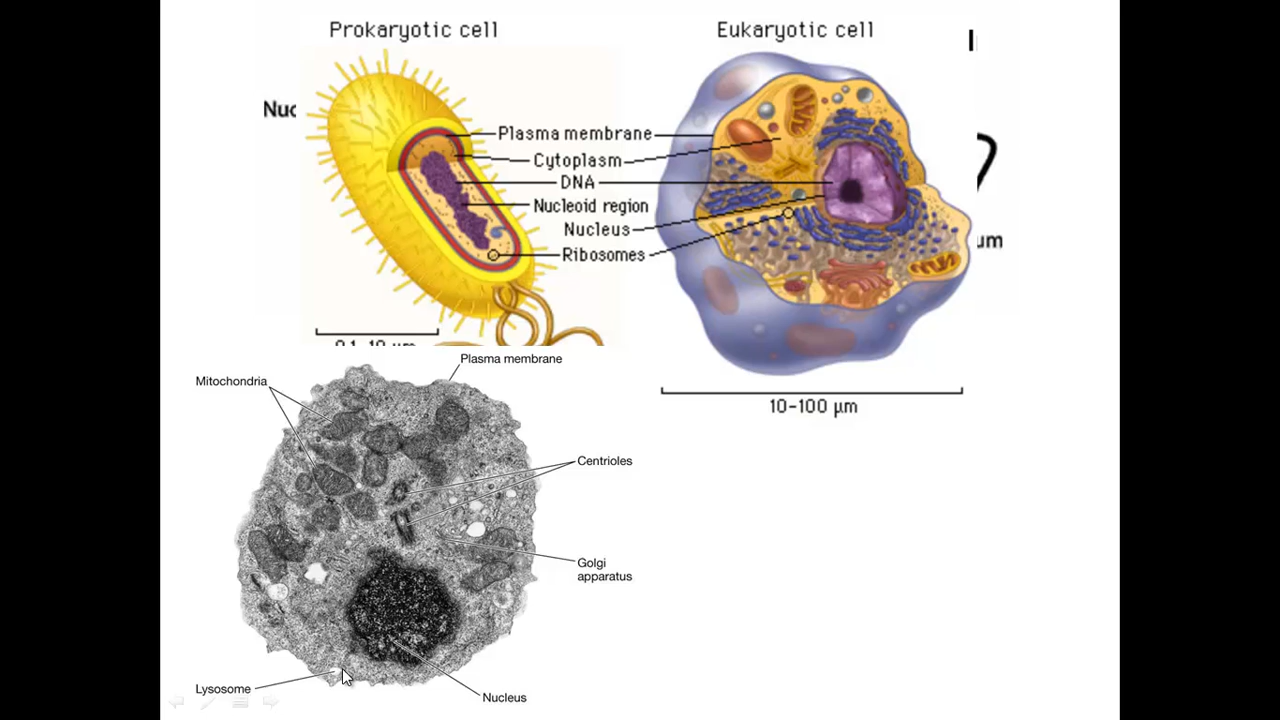 Prokaryotic cell
Eukaryotic cell
Nuc
Plasma membrane
Cytoplasm
DNA
Nucleoid region
Nucleus
Ribosomes
um
10-100 µm
Plasma membrane
Mitochondria
Centrioles
Golgi
apparatus
Lysosome
Nucleus